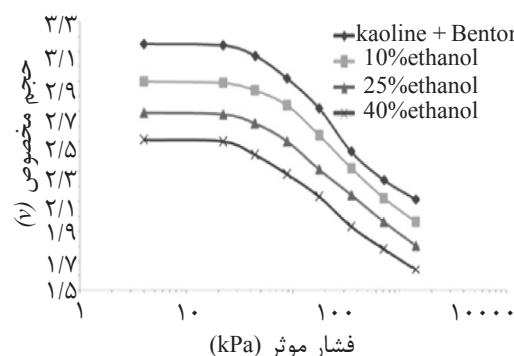 ۳/۳
۳/۱
۲/۹
۲/۷
۲/۵
۲/۳
۲/۱
۱/۹
۱/۷
۱/۵
حجم مخصوص (v)
kaoline + Benton
10%ethanol
25%ethanol
40%ethanol
۱ ۱۰ ۱۰۰ ۱۰۰۰۰
فشار موثر (kPa)